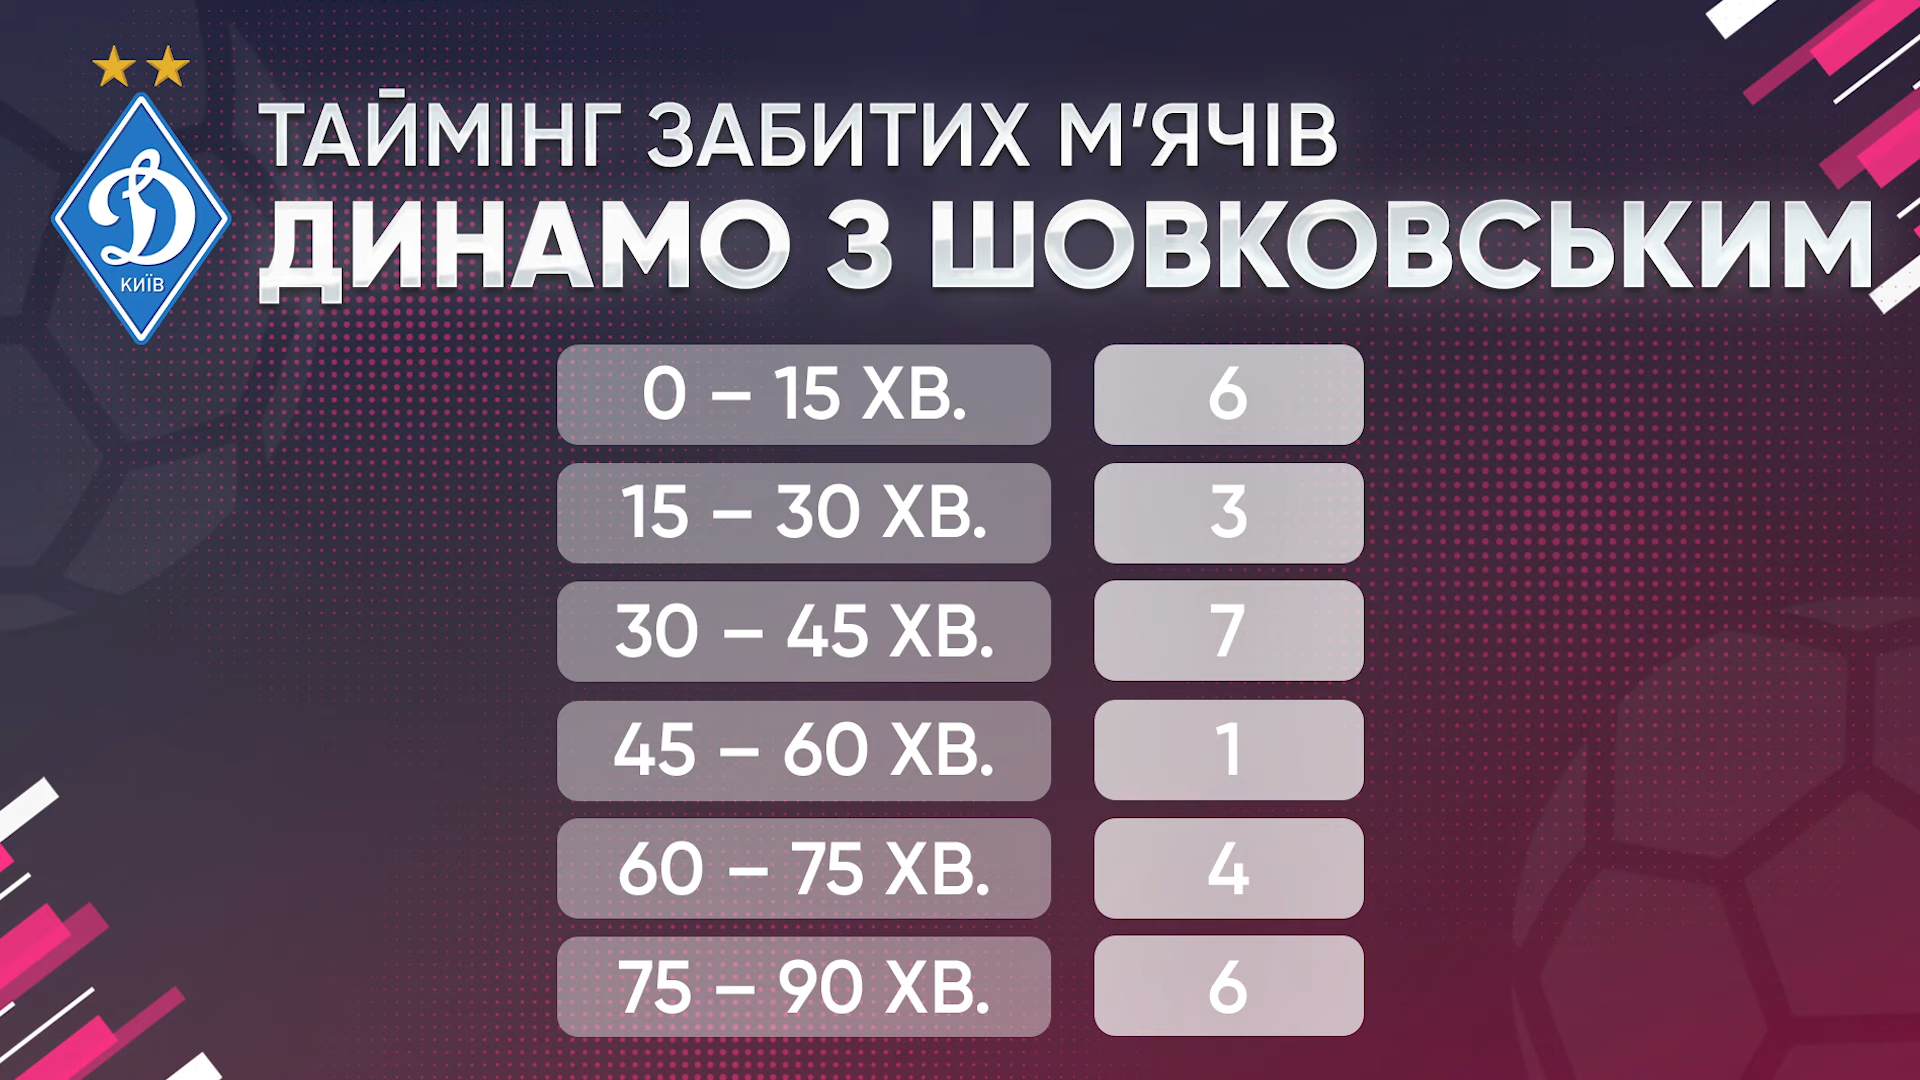 КИЇВ
ТАЙМІНГ ЗАБИТИХ М'ЯЧІВ
ДИНАМО З ШОВКОВСЬКИМ
0 – 15 ХВ. 6
15 – 30 ХВ. 3
30 – 45 ХВ. 7
45 – 60 ХВ. 1
60 – 75 ХВ. 4
75 – 90 ХВ. 6